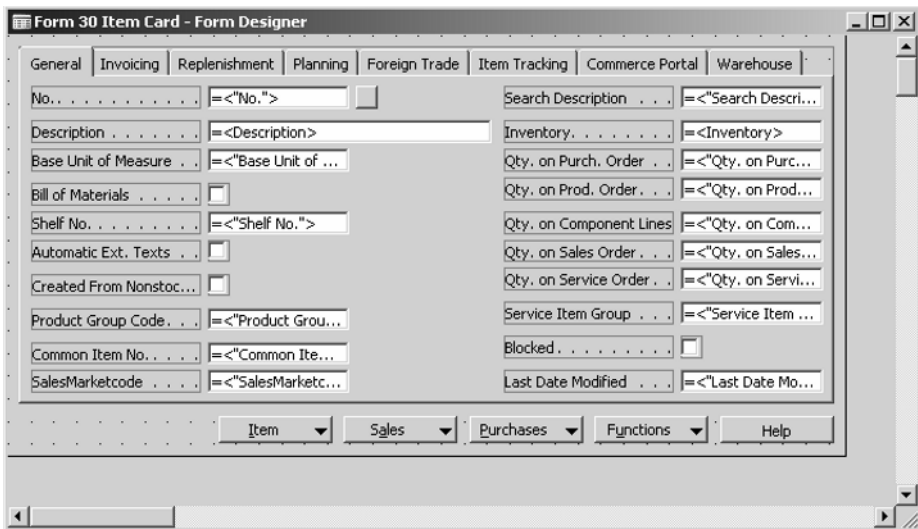 Form 30 Item Card - Form Designer
General Invoicing Replenishment Planning Foreign Trade Item Tracking Commerce Portal Warehouse
No. . . . . . . . . . . . . =<"No.">
Description . . . . . . . =<Description>
Base Unit of Measure . . =<"Base Unit of ...
Bill of Materials . . . . .
Shelf No. . . . . . . . . . =<"Shelf No.">
Automatic Ext. Texts . .
Created From Nonstoc...
Product Group Code. . . =<"Product Grou...
Common Item No.. . . . . =<"Common Ite...
SalesMarketcode . . . . =<"SalesMarketc...
Search Description . . . =<"Search Descri...
Inventory. . . . . . . . =<Inventory>
Qty. on Purch. Order . . =<"Qty. on Purc...
Qty. on Prod. Order. . . =<"Qty. on Prod...
Qty. on Component Lines =<"Qty. on Com...
Qty. on Sales Order . . . =<"Qty. on Sales...
Qty. on Service Order. . =<"Qty. on Servi...
Service Item Group . . . =<"Service Item ...
Blocked. . . . . . . . . .
Last Date Modified . . . =<"Last Date Mo...
Item Sales Purchases Functions Help